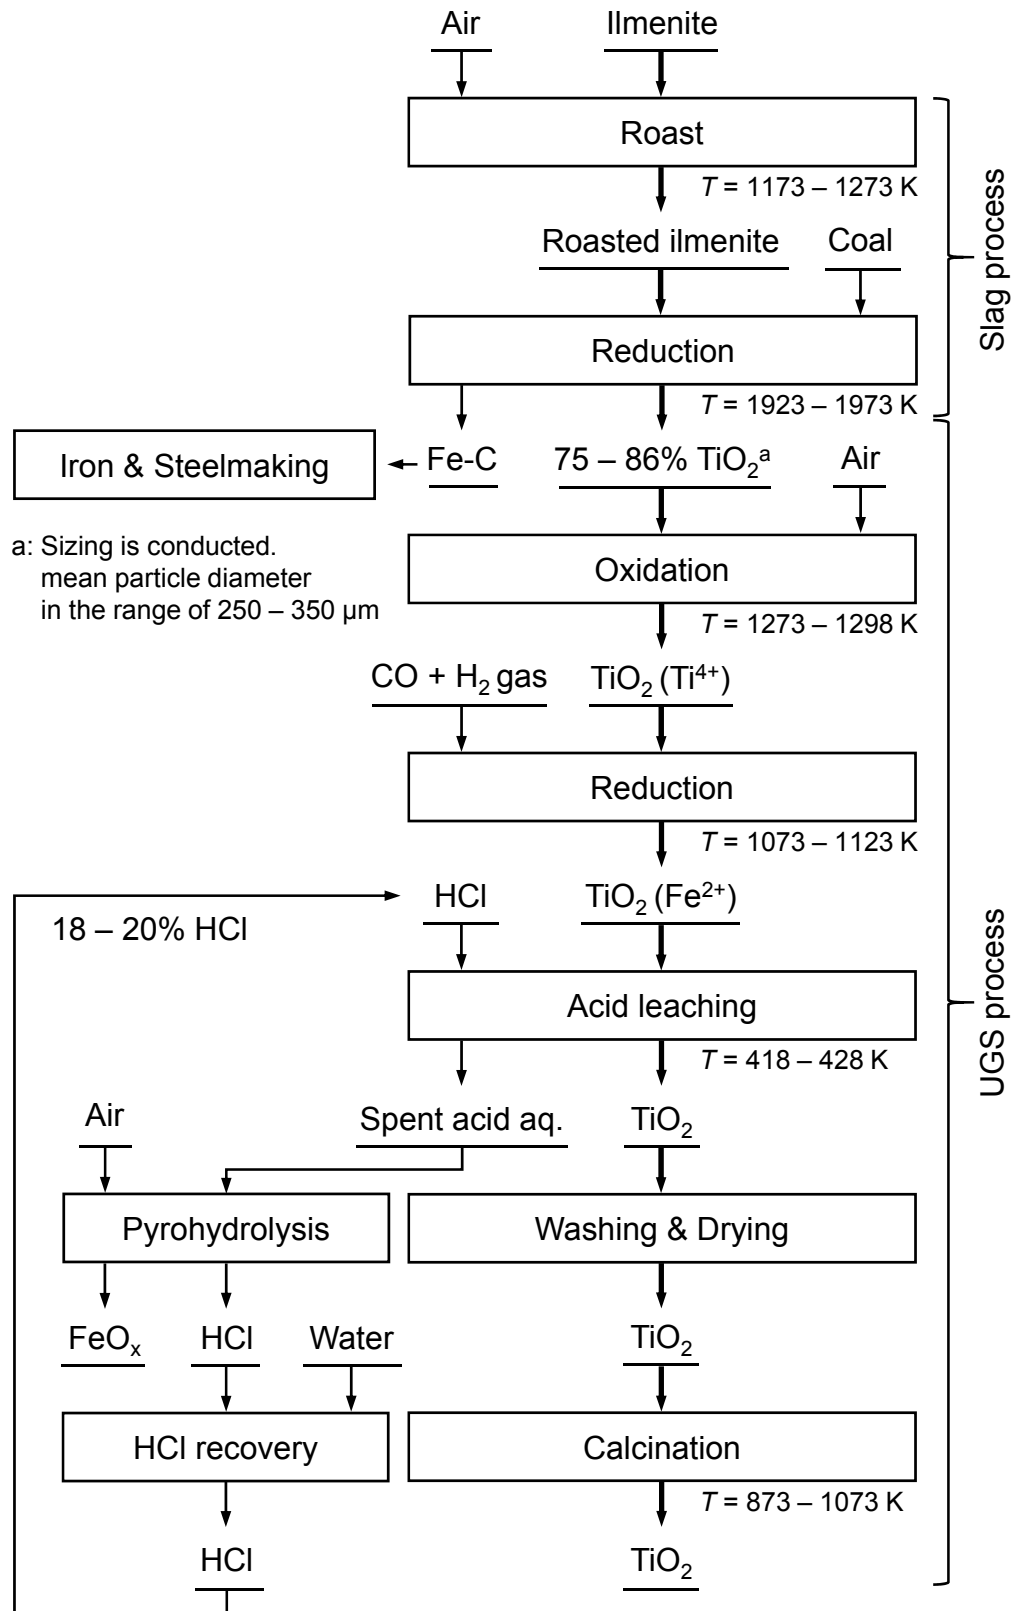 Air
Ilmenite
Roast
T = 1173 – 1273 K
Roasted ilmenite
Coal
Reduction
T = 1923 – 1973 K
Slag process
Iron & Steelmaking
Fe-C
75 – 86% TiO₂ᵃ
Air
a: Sizing is conducted.
mean particle diameter
in the range of 250 – 350 µm
Oxidation
T = 1273 – 1298 K
CO + H₂ gas
TiO₂ (Ti⁴⁺)
Reduction
T = 1073 – 1123 K
18 – 20% HCl
HCl
TiO₂ (Fe²⁺)
Acid leaching
T = 418 – 428 K
UGS process
Air
Spent acid aq.
TiO₂
Pyrohydrolysis
Washing & Drying
FeOₓ
HCl
Water
TiO₂
HCl recovery
Calcination
T = 873 – 1073 K
HCl
TiO₂